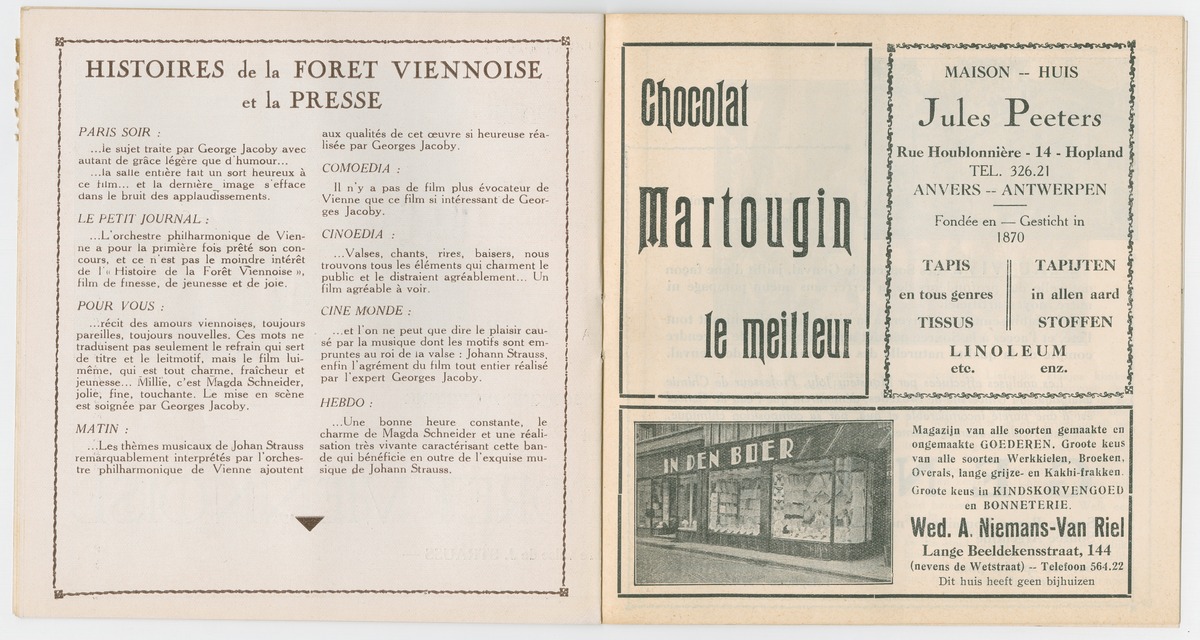 HISTOIRES de la FORET VIENNOISE
et la PRESSE
PARIS SOIR :
...le sujet traite par George Jacoby avec
autant de grâce légère que d'humour...
...la salle entière fait un sort heureux à
ce film... et la dernière image s'efface
dans le bruit des applaudissements.
LE PETIT JOURNAL :
...L'orchestre philharmonique de Vien-
ne a pour la primière fois prêté son con-
cours, et ce n'est pas le moindre intérêt
de l'« Histoire de la Forêt Viennoise »,
film de finesse, de jeunesse et de joie.
POUR VOUS :
...récit des amours viennoises, toujours
pareilles, toujours nouvelles. Ces mots ne
traduisent pas seulement le refrain qui sert
de titre et le leitmotif, mais le film lui-
même, qui est tout charme, fraîcheur et
jeunesse... Millie, c'est Magda Schneider,
jolie, fine, touchante. Le mise en scène
est soignée par Georges Jacoby.
MATIN :
...Les thèmes musicaux de Johan Strauss
remarquablement interprétés par l'orches-
tre philharmonique de Vienne ajoutent
aux qualités de cet œuvre si heureuse réa-
lisée par Georges Jacoby.
COMOEDIA :
Il n'y a pas de film plus évocateur de
Vienne que ce film si intéressant de Geor-
ges Jacoby.
CINOEDIA :
...Valses, chants, rires, baisers, nous
trouvons tous les éléments qui charment le
public et le distraient agréablement... Un
film agréable à voir.
CINE MONDE :
...et l'on ne peut que dire le plaisir cau-
sé par la musique dont les motifs sont em-
pruntes au roi de la valse : Johann Strauss,
enfin l'agrément du film tout entier réalisé
par l'expert Georges Jacoby.
HEBDO :
...Une bonne heure constante, le
charme de Magda Schneider et une réali-
sation très vivante caractérisant cette ban-
de qui bénéficie en outre de l'exquise mu-
sique de Johann Strauss.
Chocolat
Martougin
le meilleur
MAISON -- HUIS
Jules Peeters
Rue Houblonnière - 14 - Hopland
TEL. 326.21
ANVERS -- ANTWERPEN
Fondée en — Gesticht in
1870
TAPIS TAPIJTEN
en tous genres in allen aard
TISSUS STOFFEN
LINOLEUM
etc. enz.
IN DEN BOER
Magazijn van alle soorten gemaakte en
ongemaakte GOEDEREN. Groote keus
van alle soorten Werkkielen, Broeken,
Overals, lange grijze- en Kakhi-frakken.
Groote keus in KINDSKORVENGOED
en BONNETERIE.
Wed. A. Niemans-Van Riel
Lange Beeldekensstraat, 144
(nevens de Wetstraat) -- Telefoon 564.22
Dit huis heeft geen bijhuizen